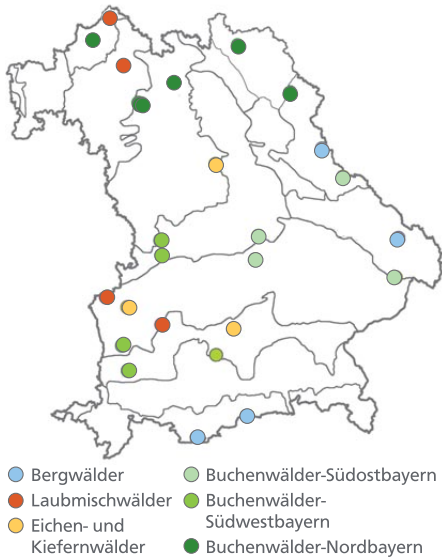 Bergwälder
Laubmischwälder
Eichen- und
Kiefernwälder
Buchenwälder-Südostbayern
Buchenwälder-
Südwestbayern
Buchenwälder-Nordbayern